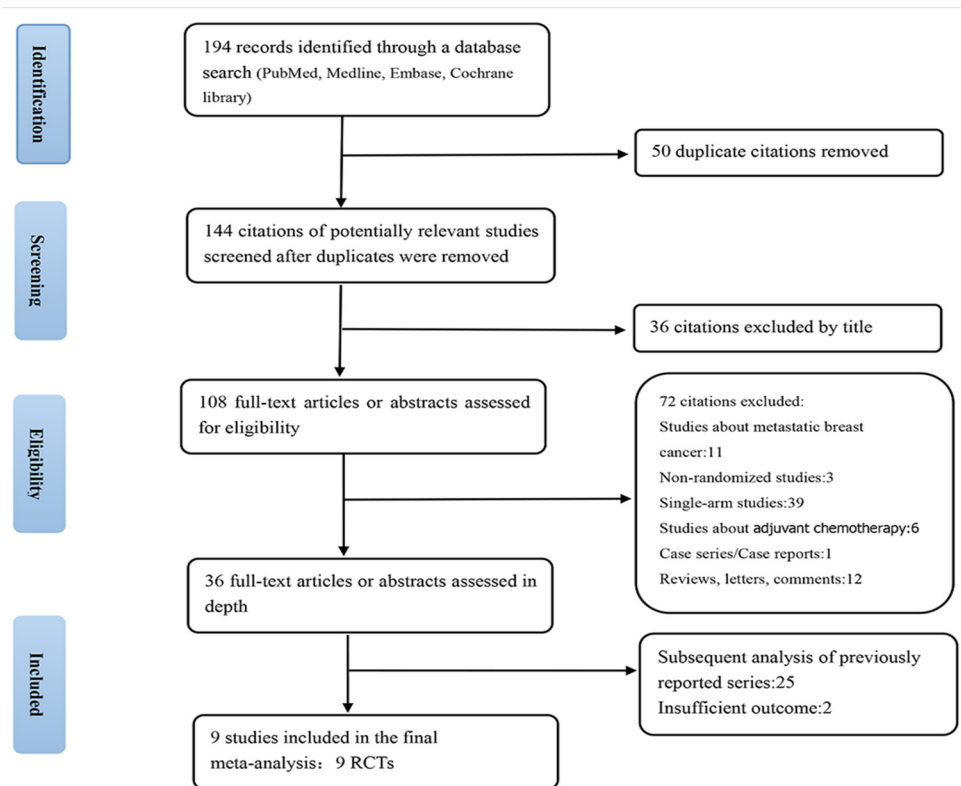 Identification
194 records identified through a database
search (PubMed, Medline, Embase, Cochrane
library)
50 duplicate citations removed
Screening
144 citations of potentially relevant studies
screened after duplicates were removed
36 citations excluded by title
Eligibility
108 full-text articles or abstracts assessed
for eligibility
72 citations excluded:
Studies about metastatic breast
cancer:11
Non-randomized studies:3
Single-arm studies:39
Studies about adjuvant chemotherapy:6
Case series/Case reports:1
Reviews, letters, comments:12
36 full-text articles or abstracts assessed in
depth
Included
Subsequent analysis of previously
reported series:25
Insufficient outcome:2
9 studies included in the final
meta-analysis：9 RCTs